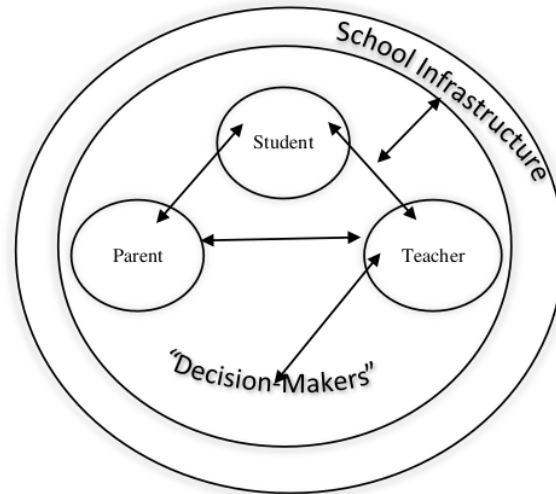 School Infrastructure
Student
Parent
Teacher
“Decision-Makers”